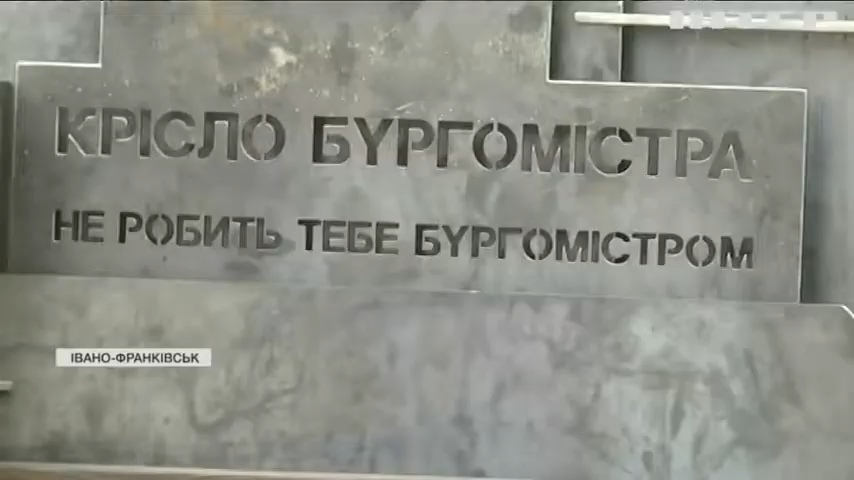 КРІСЛО БУРГОМІСТРА
НЕ РОБИТЬ ТЕБЕ БУРГОМІСТРОМ
ІВАНО-ФРАНКІВСЬК